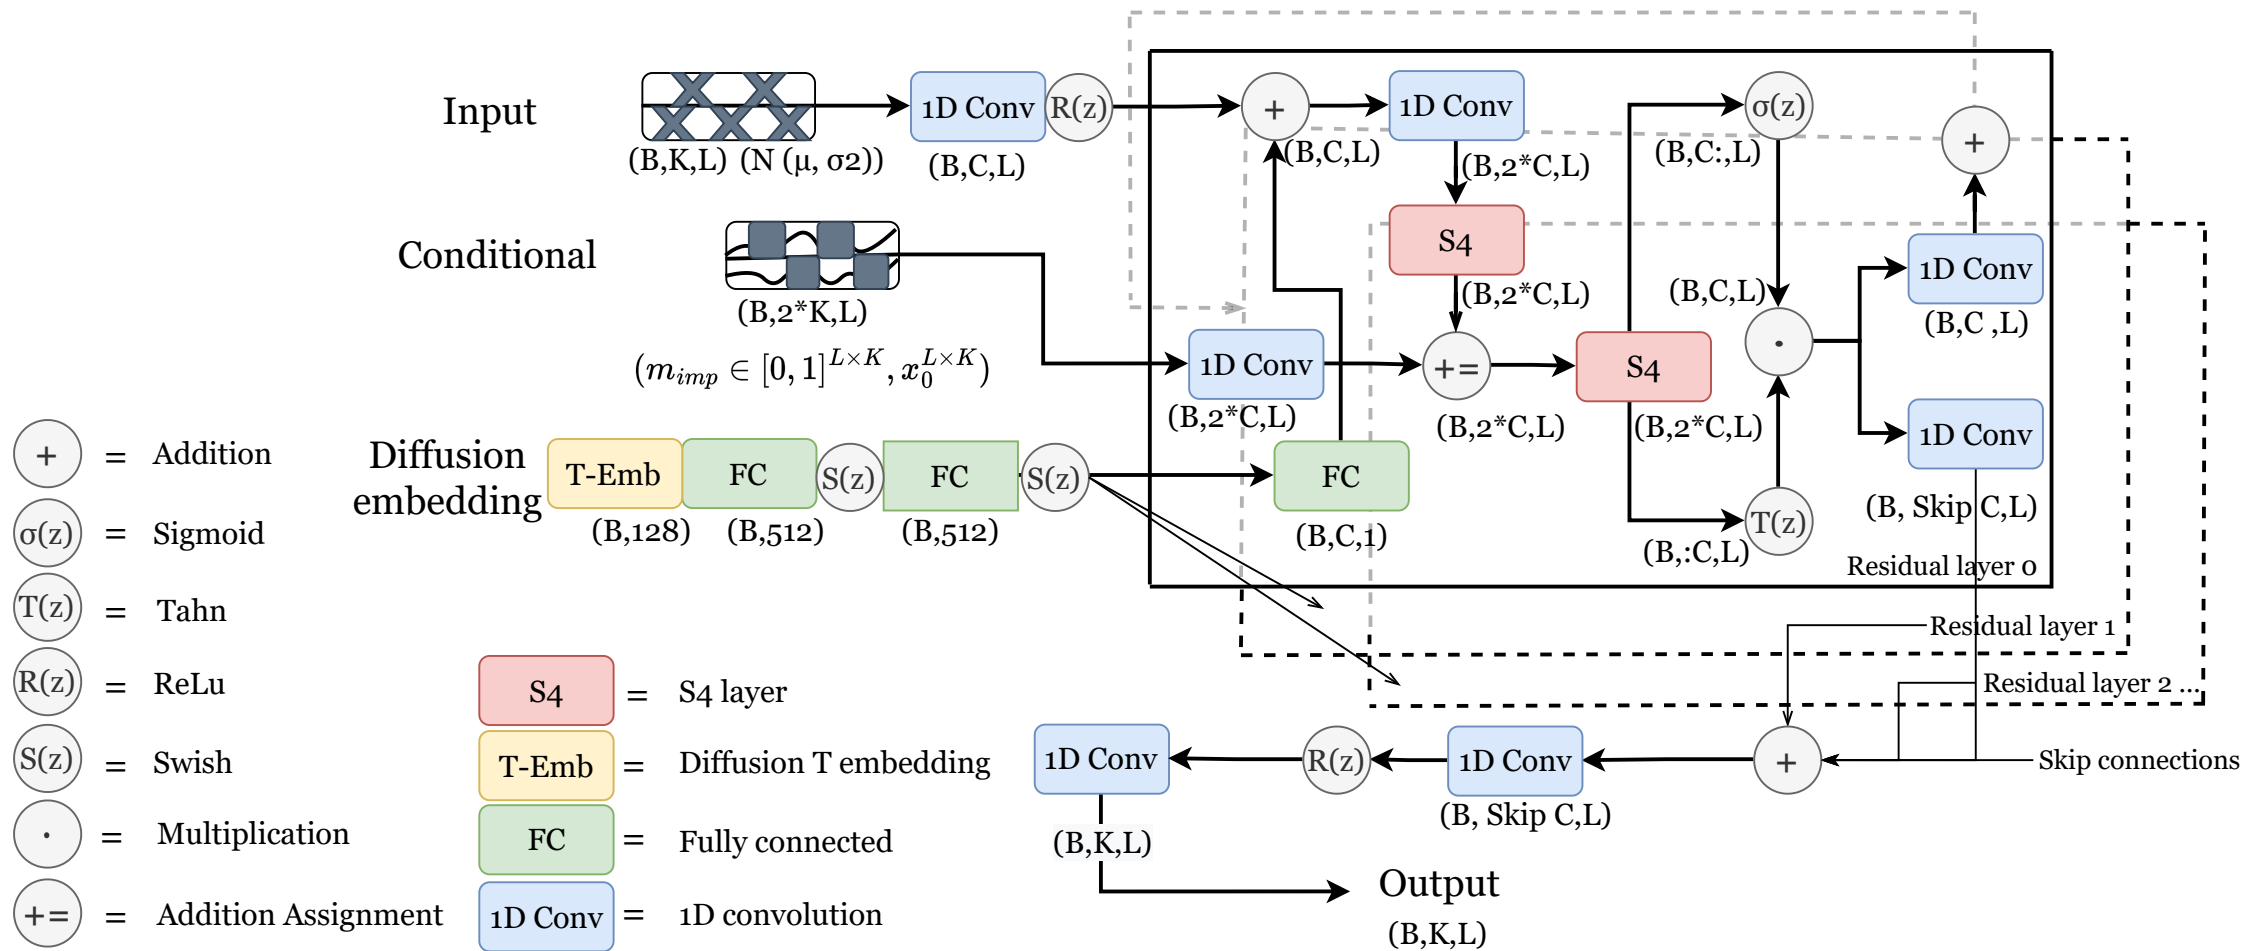 Input
(B,K,L) (N (μ, σ2))
1D Conv
R(z)
(B,C,L)
+
(B,C,L)
1D Conv
(B,2*C,L)
S4
(B,2*C,L)
σ(z)
(B,C:,L)
+
1D Conv
(B,C ,L)
(B,C,L)
·
Conditional
(B,2*K,L)
(m_{imp} ∈ [0, 1]^{L×K}, x_0^{L×K})
1D Conv
(B,2*C,L)
+=
(B,2*C,L)
S4
(B,2*C,L)
1D Conv
(B, Skip C,L)
T(z)
(B,:C,L)
Diffusion
embedding
T-Emb
(B,128)
FC
(B,512)
S(z)
FC
(B,512)
S(z)
FC
(B,C,1)
Residual layer 0
Residual layer 1
Residual layer 2 ...
Skip connections
+
1D Conv
(B, Skip C,L)
R(z)
1D Conv
(B,K,L)
Output
(B,K,L)
+ = Addition
σ(z) = Sigmoid
T(z) = Tahn
R(z) = ReLu
S(z) = Swish
· = Multiplication
+= = Addition Assignment
S4 = S4 layer
T-Emb = Diffusion T embedding
FC = Fully connected
1D Conv = 1D convolution